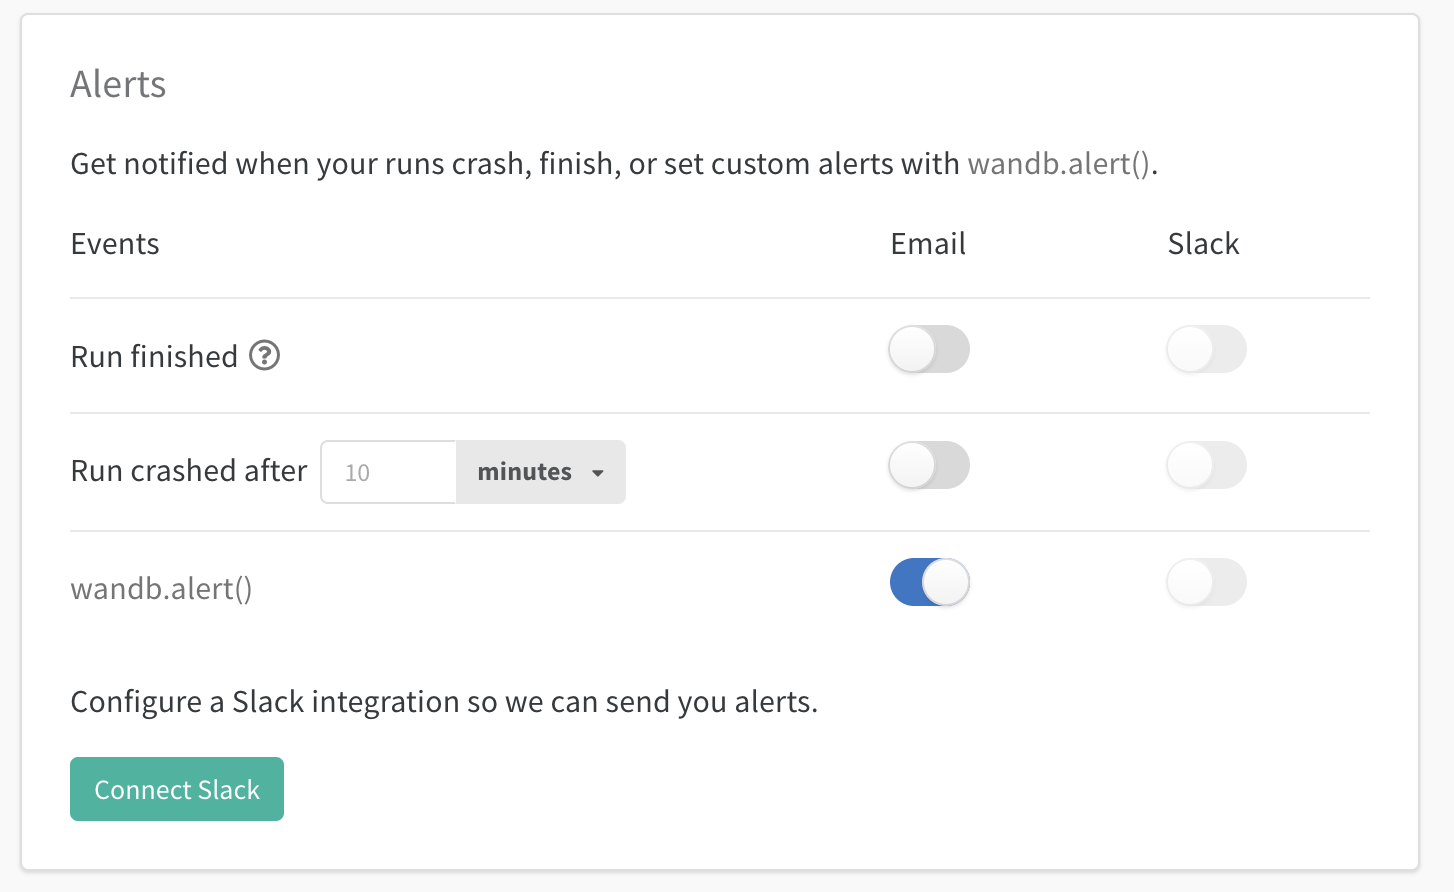 Alerts
Get notified when your runs crash, finish, or set custom alerts with wandb.alert().
Events Email Slack
Run finished ?
Run crashed after 10 minutes
wandb.alert()
Configure a Slack integration so we can send you alerts.
Connect Slack